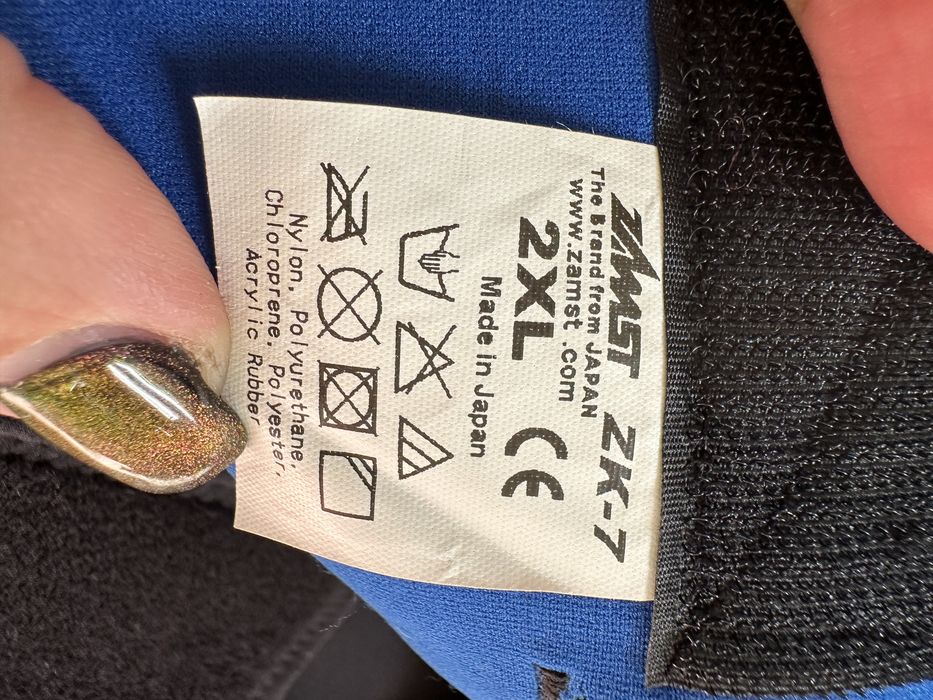 ZAMST ZK-7
The Brand from JAPAN
www.zamst.com
2XL CE
Made in Japan
Nylon, Polyurethane,
Chloroprene, Polyester,
Acrylic Rubber